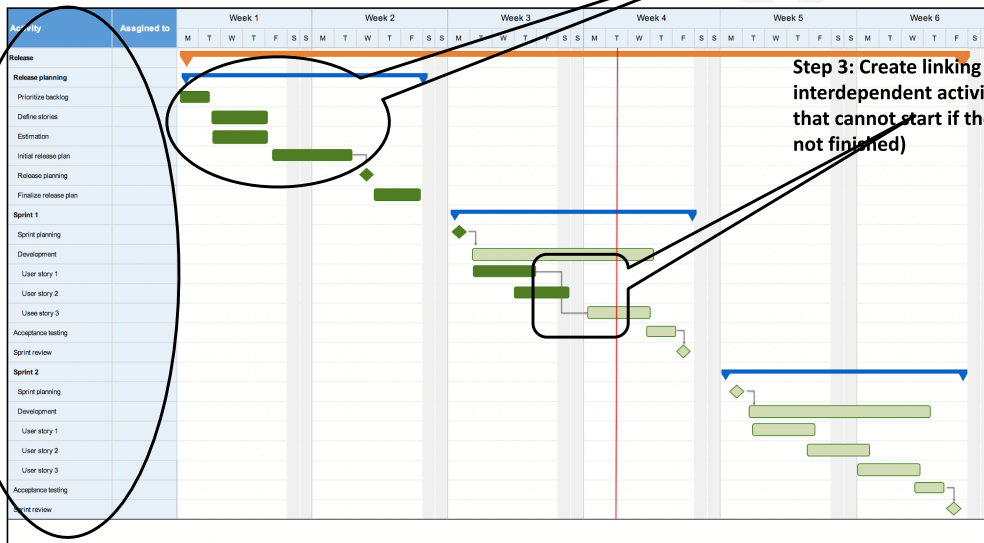 Activity Assgined to Week 1 Week 2 Week 3 Week 4 Week 5 Week 6
M T W T F S S M T W T F S S M T W T F S S M T W T F S S M T W T F S S M T W T F S
Release
Release planning
Prioritize backlog
Define stories
Estimation
Initial release plan
Release planning
Finalize release plan
Sprint 1
Sprint planning
Development
User story 1
User story 2
Usee story 3
Acceptance testing
Sprint review
Sprint 2
Sprint planning
Development
User story 1
User story 2
User story 3
Acceptance testing
Sprint review
Step 3: Create linking
interdependent activi
that cannot start if the
not finished)